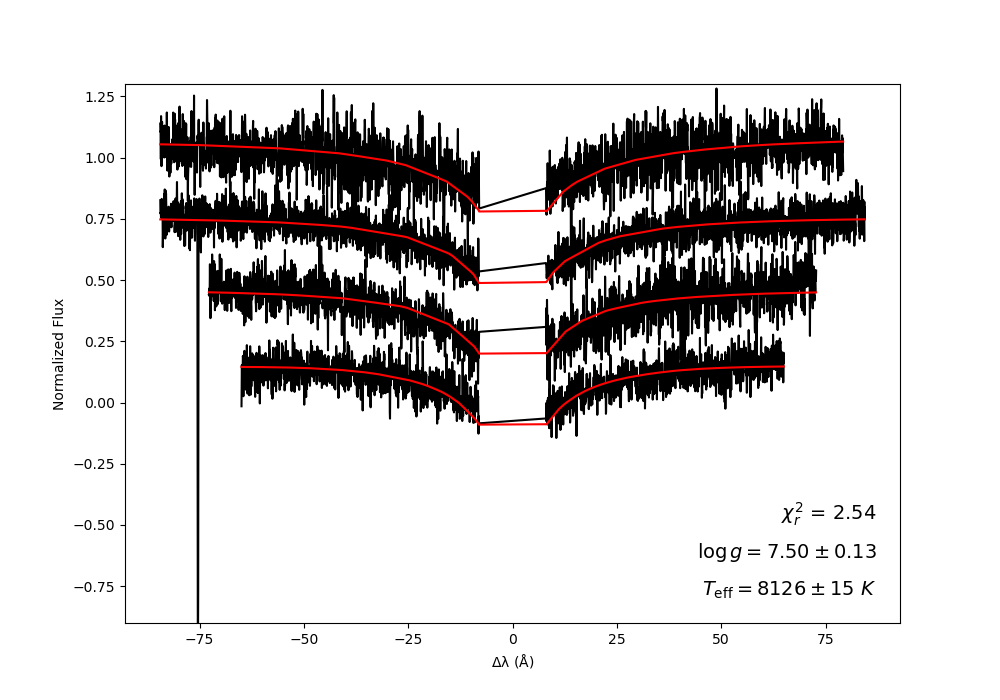 1.25
1.00
0.75
0.50
0.25
0.00
−0.25
−0.50
−0.75
Normalized Flux
χ²ᵣ = 2.54
log g = 7.50 ± 0.13
T_eff = 8126 ± 15 K
−75 −50 −25 0 25 50 75
Δλ (Å)